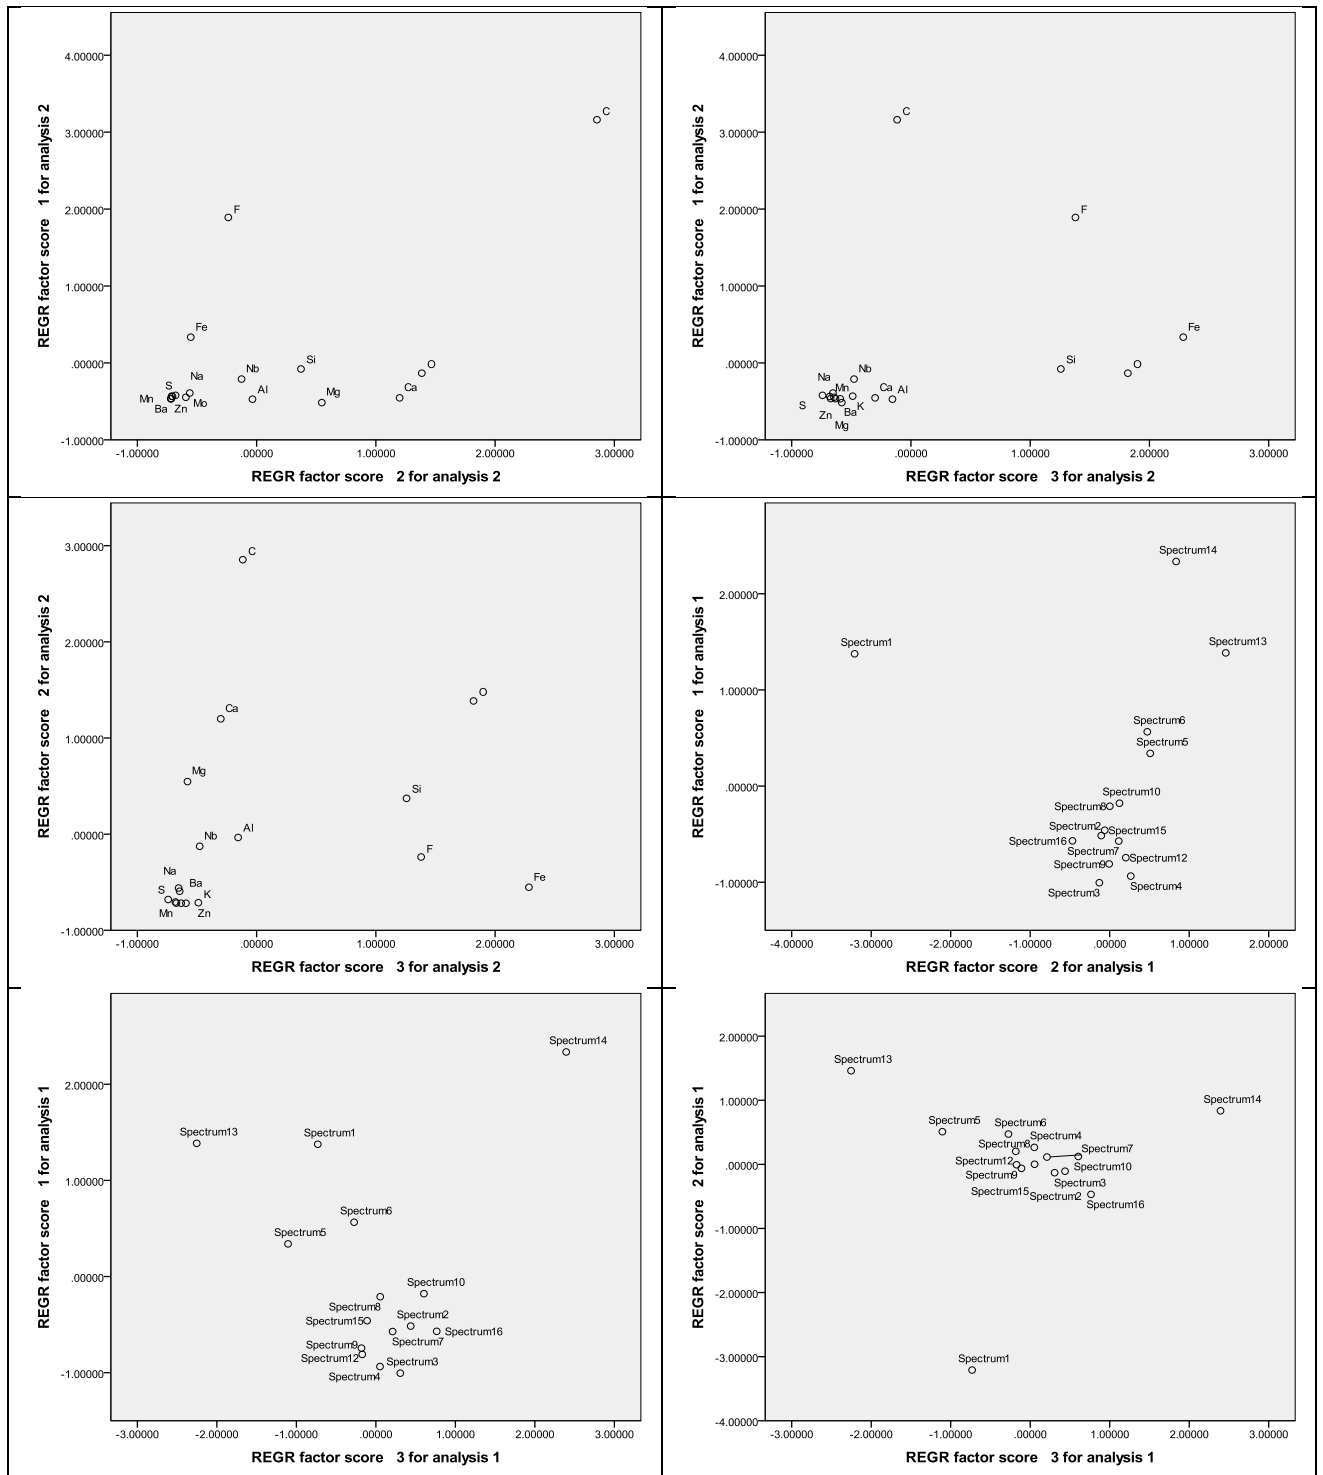 REGR factor score 1 for analysis 2
4.00000
3.00000
2.00000
1.00000
.00000
-1.00000
C
F
Fe
Nb
Si
Na
S
Al
Mg
Ca
Mn
Ba
Zn
Mo
-1.00000 .00000 1.00000 2.00000 3.00000
REGR factor score 2 for analysis 2
REGR factor score 1 for analysis 2
4.00000
3.00000
2.00000
1.00000
.00000
-1.00000
C
F
Fe
Si
Nb
Na
Mn
Ca
Al
S
K
Ba
Zn
Mg
-1.00000 .00000 1.00000 2.00000 3.00000
REGR factor score 3 for analysis 2
REGR factor score 2 for analysis 2
3.00000
2.00000
1.00000
.00000
-1.00000
C
Ca
Mg
Si
Al
Nb
F
Na
Ba
Fe
S
K
Mn
Zn
-1.00000 .00000 1.00000 2.00000 3.00000
REGR factor score 3 for analysis 2
REGR factor score 1 for analysis 1
2.00000
1.00000
.00000
-1.00000
Spectrum14
Spectrum1
Spectrum13
Spectrum6
Spectrum5
Spectrum10
Spectrum8
Spectrum2
Spectrum15
Spectrum16
Spectrum7
Spectrum12
Spectrum9
Spectrum4
Spectrum3
-4.00000 -3.00000 -2.00000 -1.00000 .00000 1.00000 2.00000
REGR factor score 2 for analysis 1
REGR factor score 1 for analysis 1
2.00000
1.00000
.00000
-1.00000
Spectrum14
Spectrum13
Spectrum1
Spectrum6
Spectrum5
Spectrum10
Spectrum8
Spectrum2
Spectrum15
Spectrum16
Spectrum7
Spectrum9
Spectrum12
Spectrum3
Spectrum4
-3.00000 -2.00000 -1.00000 .00000 1.00000 2.00000 3.00000
REGR factor score 3 for analysis 1
REGR factor score 2 for analysis 1
2.00000
1.00000
.00000
-1.00000
-2.00000
-3.00000
-4.00000
Spectrum13
Spectrum14
Spectrum5
Spectrum6
Spectrum4
Spectrum8
Spectrum7
Spectrum12
Spectrum10
Spectrum9
Spectrum3
Spectrum15
Spectrum2
Spectrum16
Spectrum1
-3.00000 -2.00000 -1.00000 .00000 1.00000 2.00000 3.00000
REGR factor score 3 for analysis 1